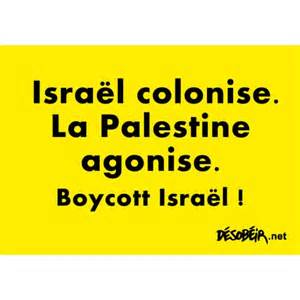 Israël colonise.
La Palestine
agonise.
Boycott Israël !
DÉSOBÉIR.net